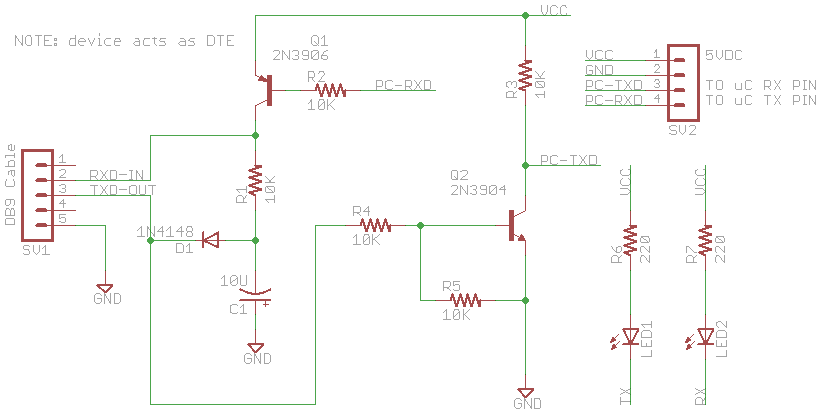 VCC
NOTE: device acts as DTE
Q1
2N3906
R2
10K
PC-RXD
R3
10K
VCC 1 5VDC
GND 2
PC-TXD 3 TO uC RX PIN
PC-RXD 4 TO uC TX PIN
SV2
DB9 Cable
1
2 RXD-IN
3 TXD-OUT
4
5
SV1
GND
R1
10K
1N4148
D1
10U
C1
+
GND
R4
10K
Q2
2N3904
PC-TXD
R5
10K
GND
VCC
R6
220
LED1
TX
VCC
R7
220
LED2
RX